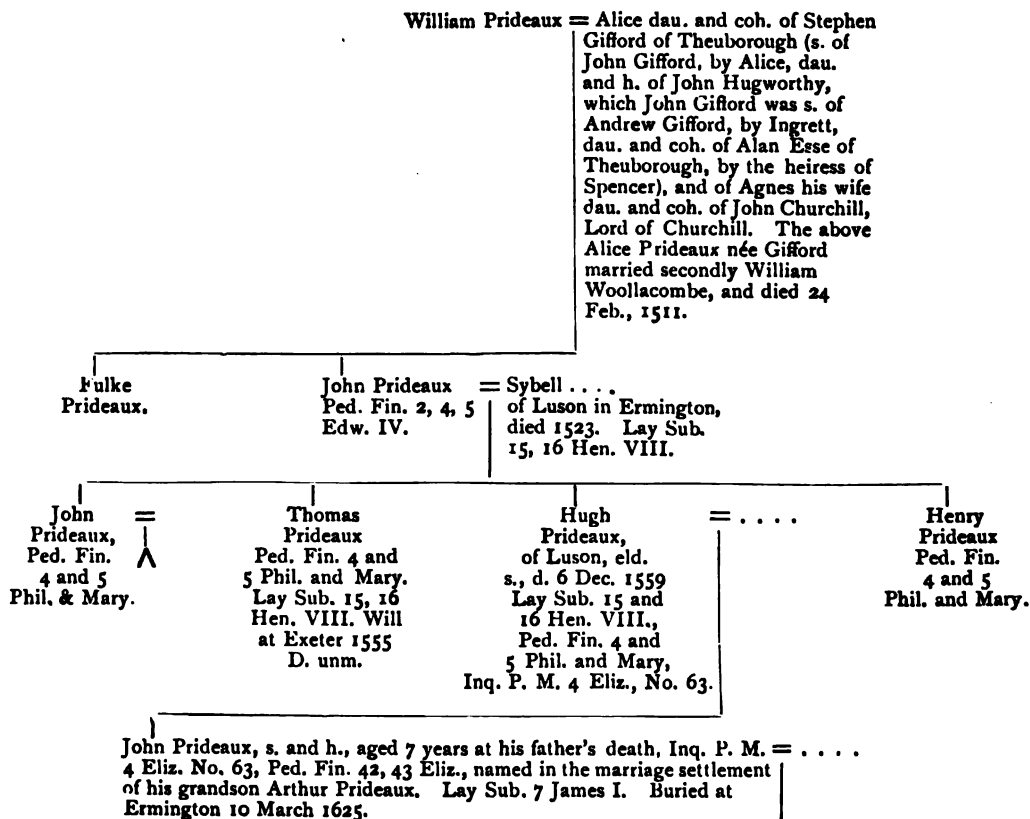 William Prideaux = Alice dau. and coh. of Stephen
Gifford of Theuborough (s. of
John Gifford, by Alice, dau.
and h. of John Hugworthy,
which John Gifford was s. of
Andrew Gifford, by Ingrett,
dau. and coh. of Alan Esse of
Theuborough, by the heiress of
Spencer), and of Agnes his wife
dau. and coh. of John Churchill,
Lord of Churchill. The above
Alice Prideaux née Gifford
married secondly William
Woollacombe, and died 24
Feb., 1511.
Fulke
Prideaux.
John Prideaux
Ped. Fin. 2, 4, 5
Edw. IV.
= Sybell . . . .
of Luson in Ermington,
died 1523. Lay Sub.
15, 16 Hen. VIII.
John =
Prideaux,
Ped. Fin.
4 and 5
Phil. & Mary.
Thomas
Prideaux
Ped. Fin. 4 and
5 Phil. and Mary.
Lay Sub. 15, 16
Hen. VIII. Will
at Exeter 1555
D. unm.
Hugh = . . . .
Prideaux,
of Luson, eld.
s., d. 6 Dec. 1559
Lay Sub. 15 and
16 Hen. VIII.,
Ped. Fin. 4 and
5 Phil. and Mary,
Inq. P. M. 4 Eliz., No. 63.
Henry
Prideaux
Ped. Fin.
4 and 5
Phil. and Mary.
John Prideaux, s. and h., aged 7 years at his father's death, Inq. P. M. = . . . .
4 Eliz. No. 63, Ped. Fin. 42, 43 Eliz., named in the marriage settlement
of his grandson Arthur Prideaux. Lay Sub. 7 James I. Buried at
Ermington 10 March 1625.